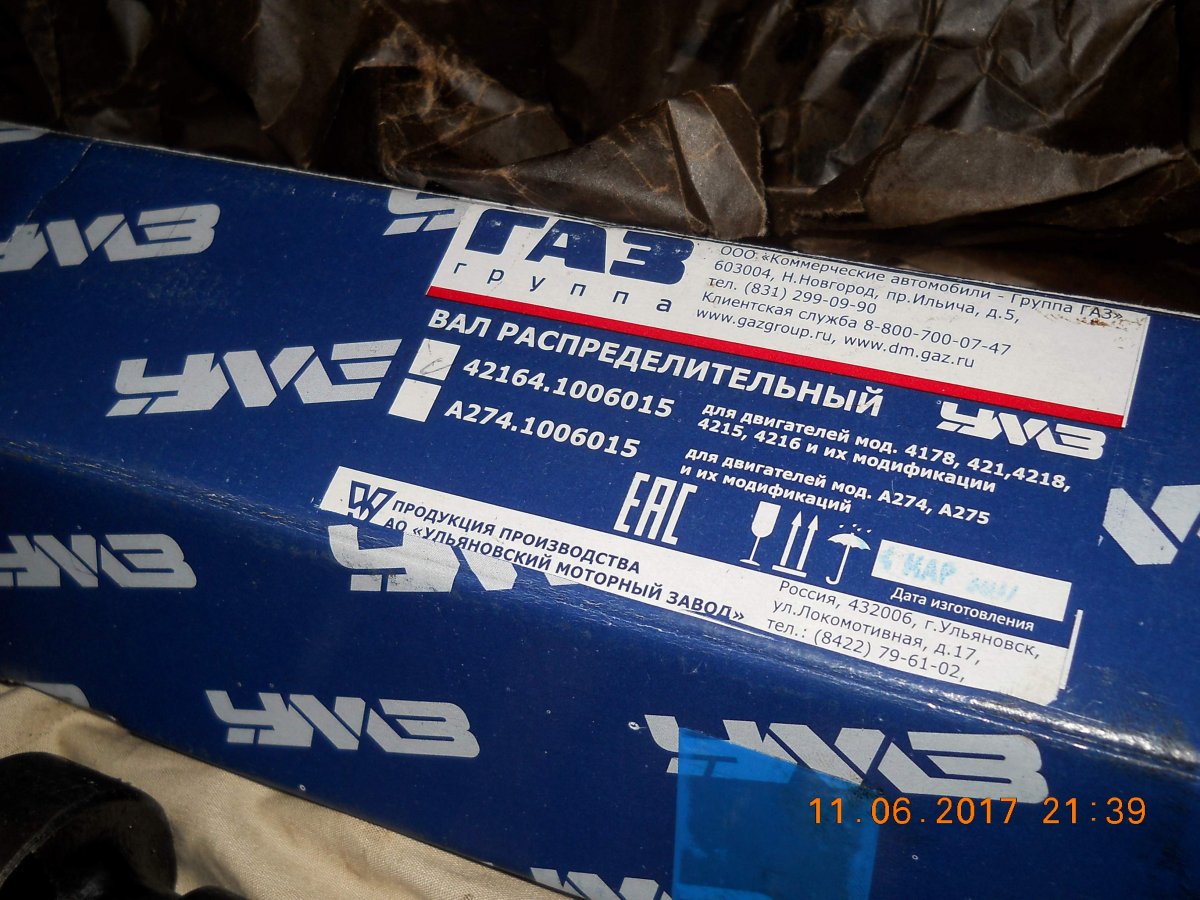 УМЗ
УМЗ
ГАЗ
группа
ООО «Коммерческие автомобили - Группа ГАЗ»
603004, Н.Новгород, пр.Ильича, д.5,
тел. (831) 299-09-90
Клиентская служба 8-800-700-07-47
www.gazgroup.ru, www.dm.gaz.ru
ВАЛ РАСПРЕДЕЛИТЕЛЬНЫЙ
УМЗ
42164.1006015
для двигателей мод. 4178, 421,4218,
4215, 4216 и их модификации
А274.1006015
для двигателей мод. А274, А275
и их модификаций
УМЗ
EAC
МАР
Дата изготовления
ПРОДУКЦИЯ ПРОИЗВОДСТВА
АО «УЛЬЯНОВСКИЙ МОТОРНЫЙ ЗАВОД»
Россия, 432006, г.Ульяновск,
ул.Локомотивная, д.17,
тел.: (8422) 79-61-02,
УМЗ
УМЗ
УМЗ
11.06.2017 21:39